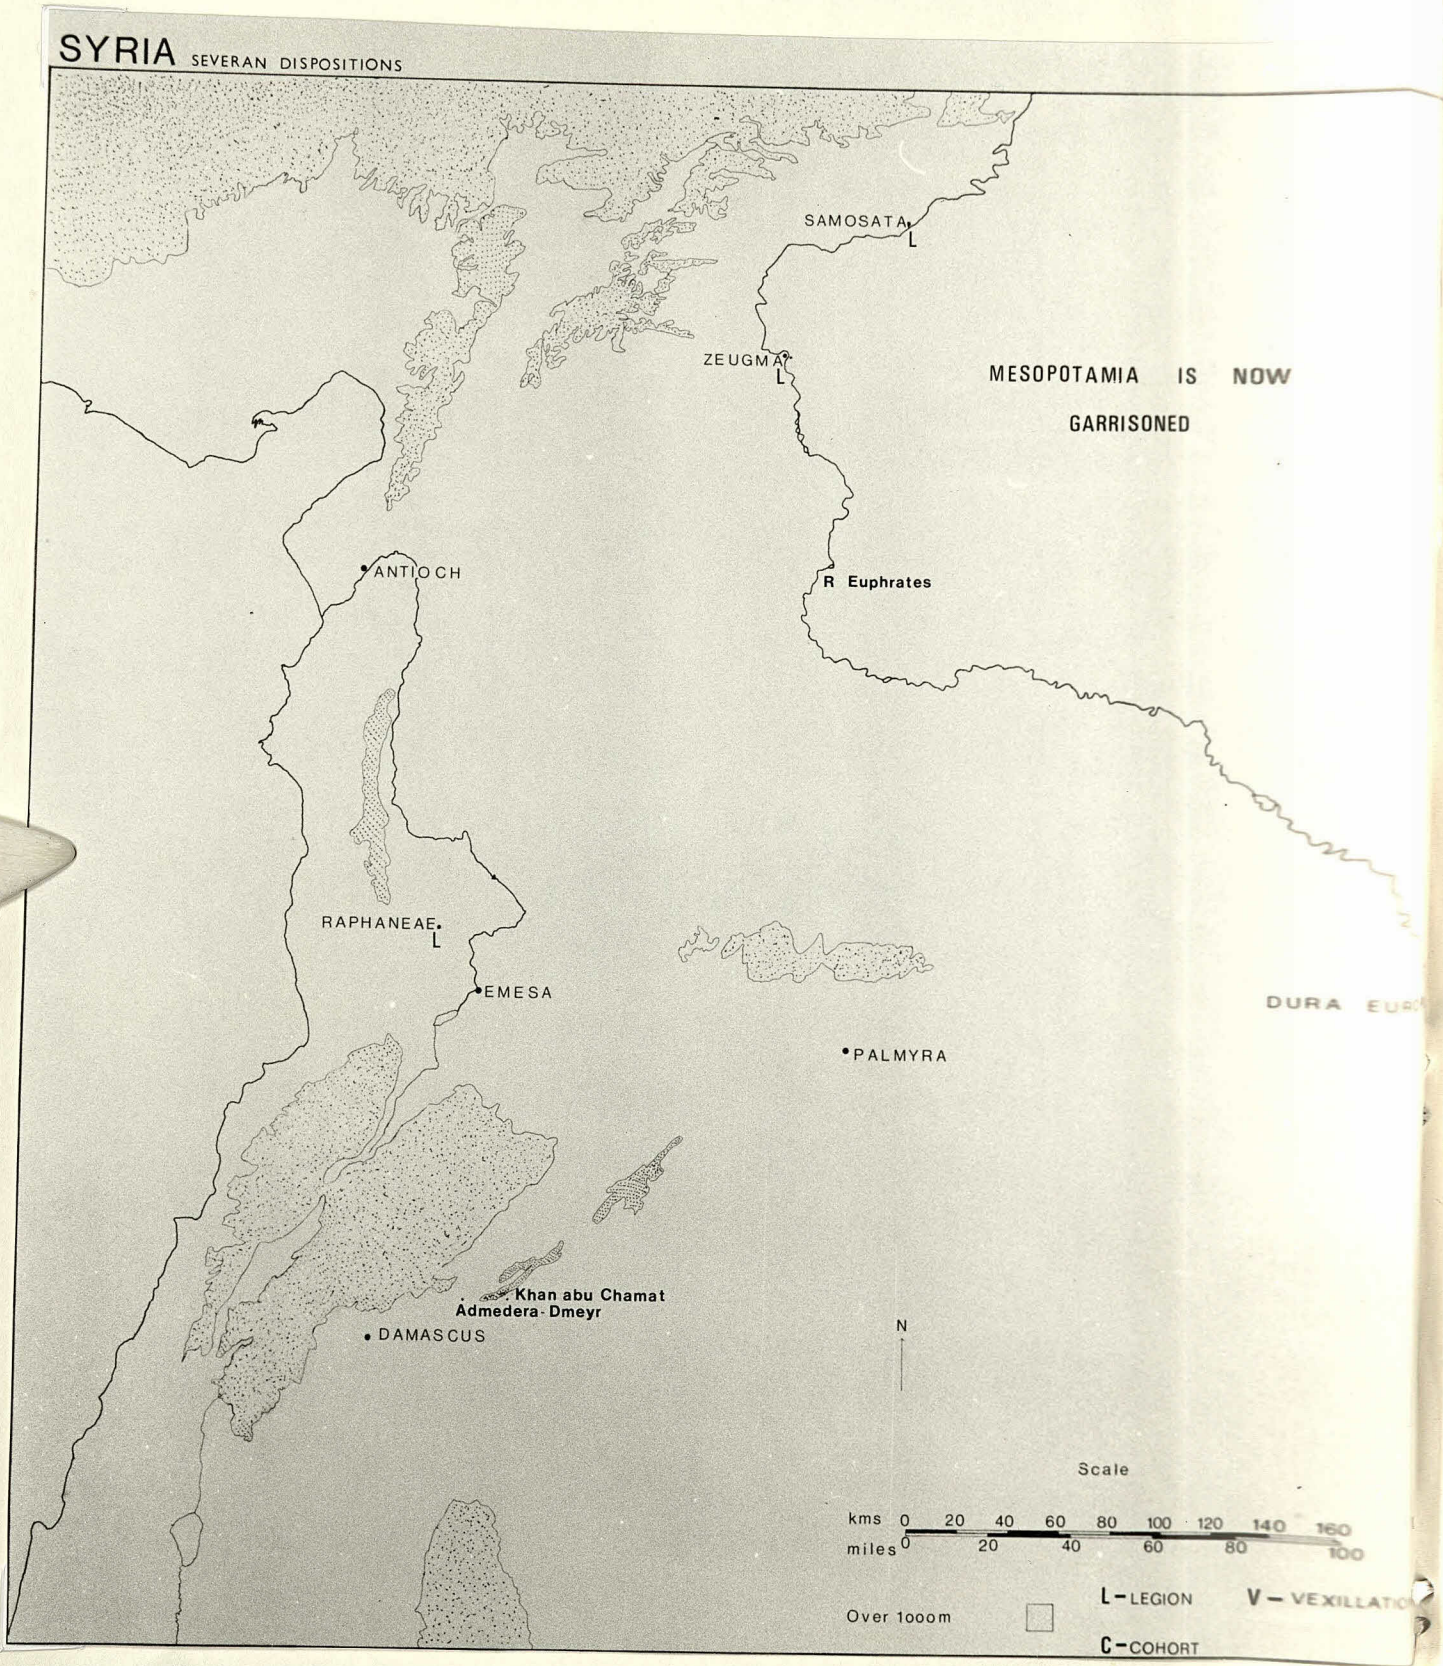 SYRIA SEVERAN DISPOSITIONS
SAMOSATA
L
ZEUGMA
L
MESOPOTAMIA IS NOW
GARRISONED
ANTIOCH
R Euphrates
RAPHANEAE
L
EMESA
DURA
PALMYRA
Khan abu Chamat
Admedera-Dmeyr
DAMASCUS
N
Scale
kms 0 20 40 60 80 100 120 140 160
miles 0 20 40 60 80 100
L-LEGION V-VEXILLATIO
Over 1000m
C-COHORT